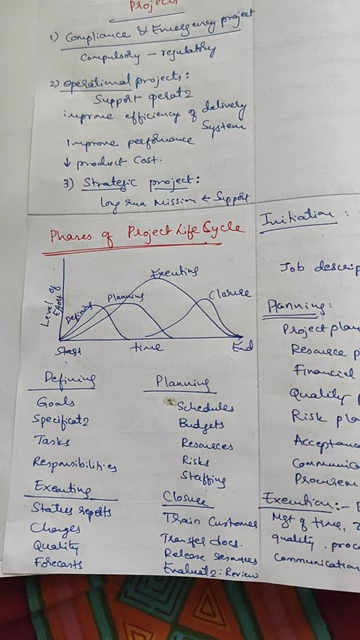 Projects
1) Compliance & Emergency project
Compulsory - regulatory
2) Operational projects:
Support operat2
improve efficiency of delivery
System
Improve performance
↓ product Cost.
3) Strategic project:
long run Mission ← Support
Phases of Project Life Cycle
Level of Effort
Defining
Planning
Executing
Closure
Start
time
End
Defining
Goals
Specificat2
Tasks
Responsibilities
Planning
Schedules
Budgets
Resources
Risks
Staffing
Executing
Status reports
Changes
Quality
Forecasts
Closure
Train Customer
Transfer docs.
Release resources
Evaluat2: Review
Initiation:
Job descrip
Planning:
Project plan
Resource p
Financial
Quality p
Risk pla
Acceptance
Communic
Procurem
Execution:-
Mgt of time,
quality, proc
Communication